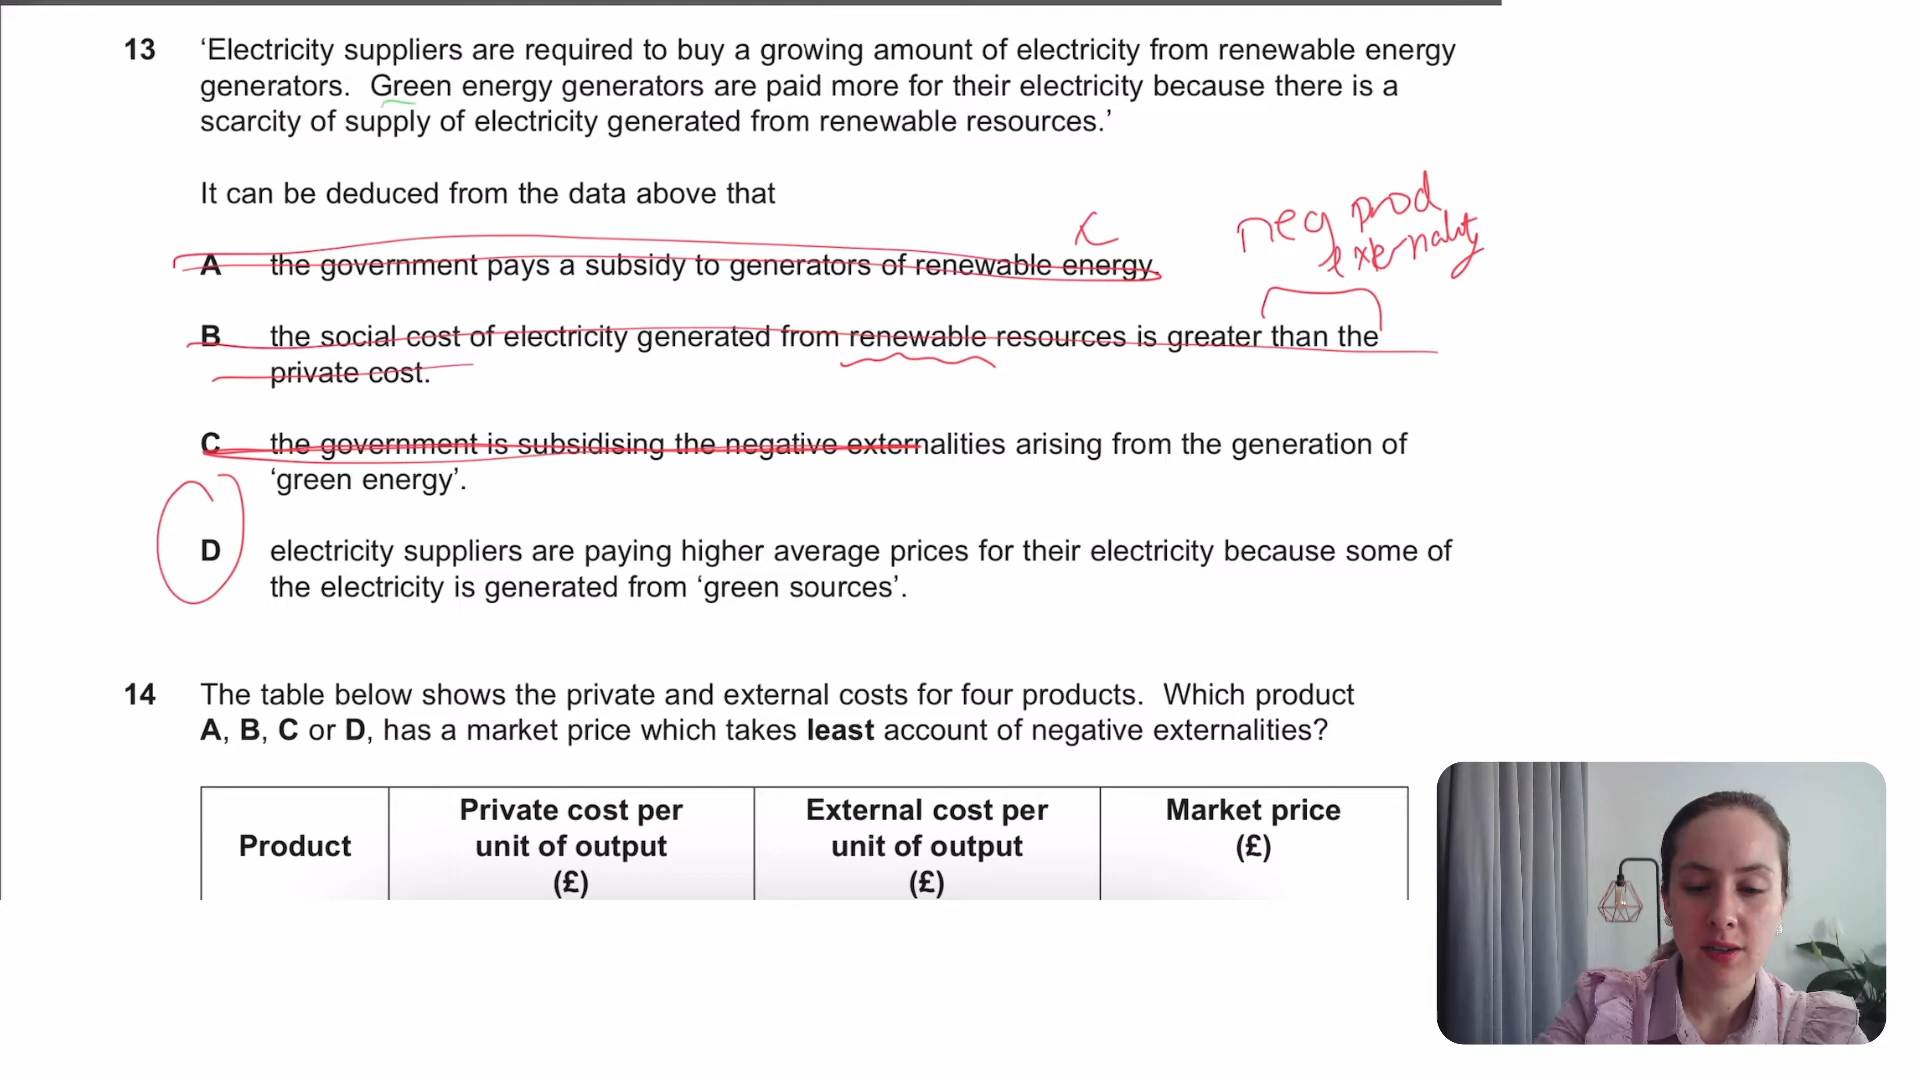 13 ‘Electricity suppliers are required to buy a growing amount of electricity from renewable energy
generators. Green energy generators are paid more for their electricity because there is a
scarcity of supply of electricity generated from renewable resources.’
It can be deduced from the data above that
neg prod
externality
A the government pays a subsidy to generators of renewable energy.
B the social cost of electricity generated from renewable resources is greater than the
private cost.
C the government is subsidising the negative externalities arising from the generation of
‘green energy’.
D electricity suppliers are paying higher average prices for their electricity because some of
the electricity is generated from ‘green sources’.
14 The table below shows the private and external costs for four products. Which product
A, B, C or D, has a market price which takes least account of negative externalities?
Product
Private cost per
unit of output
(£)
External cost per
unit of output
(£)
Market price
(£)